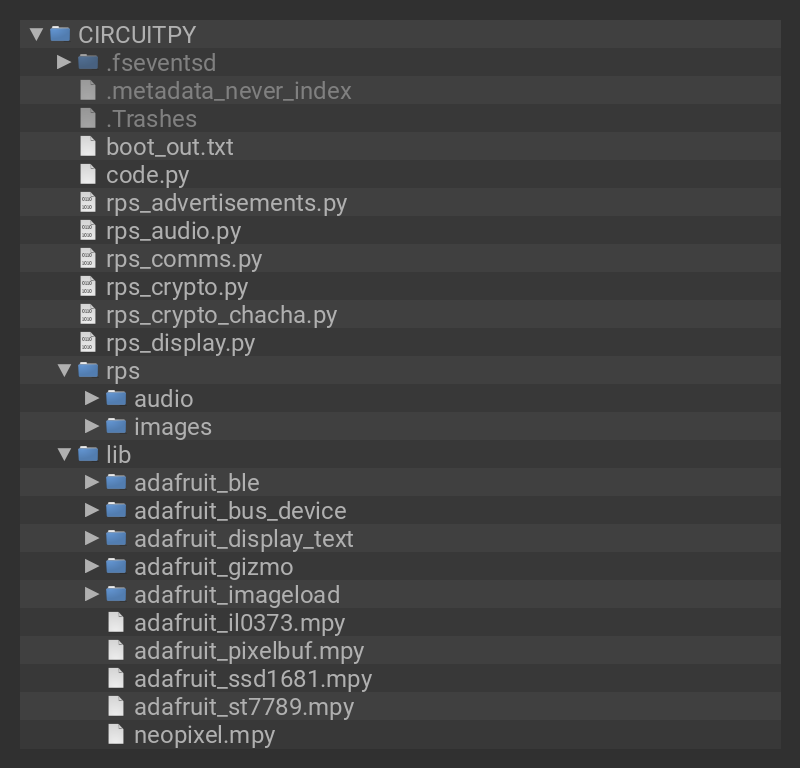 CIRCUITPY
.fseventsd
.metadata_never_index
.Trashes
boot_out.txt
code.py
rps_advertisements.py
rps_audio.py
rps_comms.py
rps_crypto.py
rps_crypto_chacha.py
rps_display.py
rps
audio
images
lib
adafruit_ble
adafruit_bus_device
adafruit_display_text
adafruit_gizmo
adafruit_imageload
adafruit_il0373.mpy
adafruit_pixelbuf.mpy
adafruit_ssd1681.mpy
adafruit_st7789.mpy
neopixel.mpy